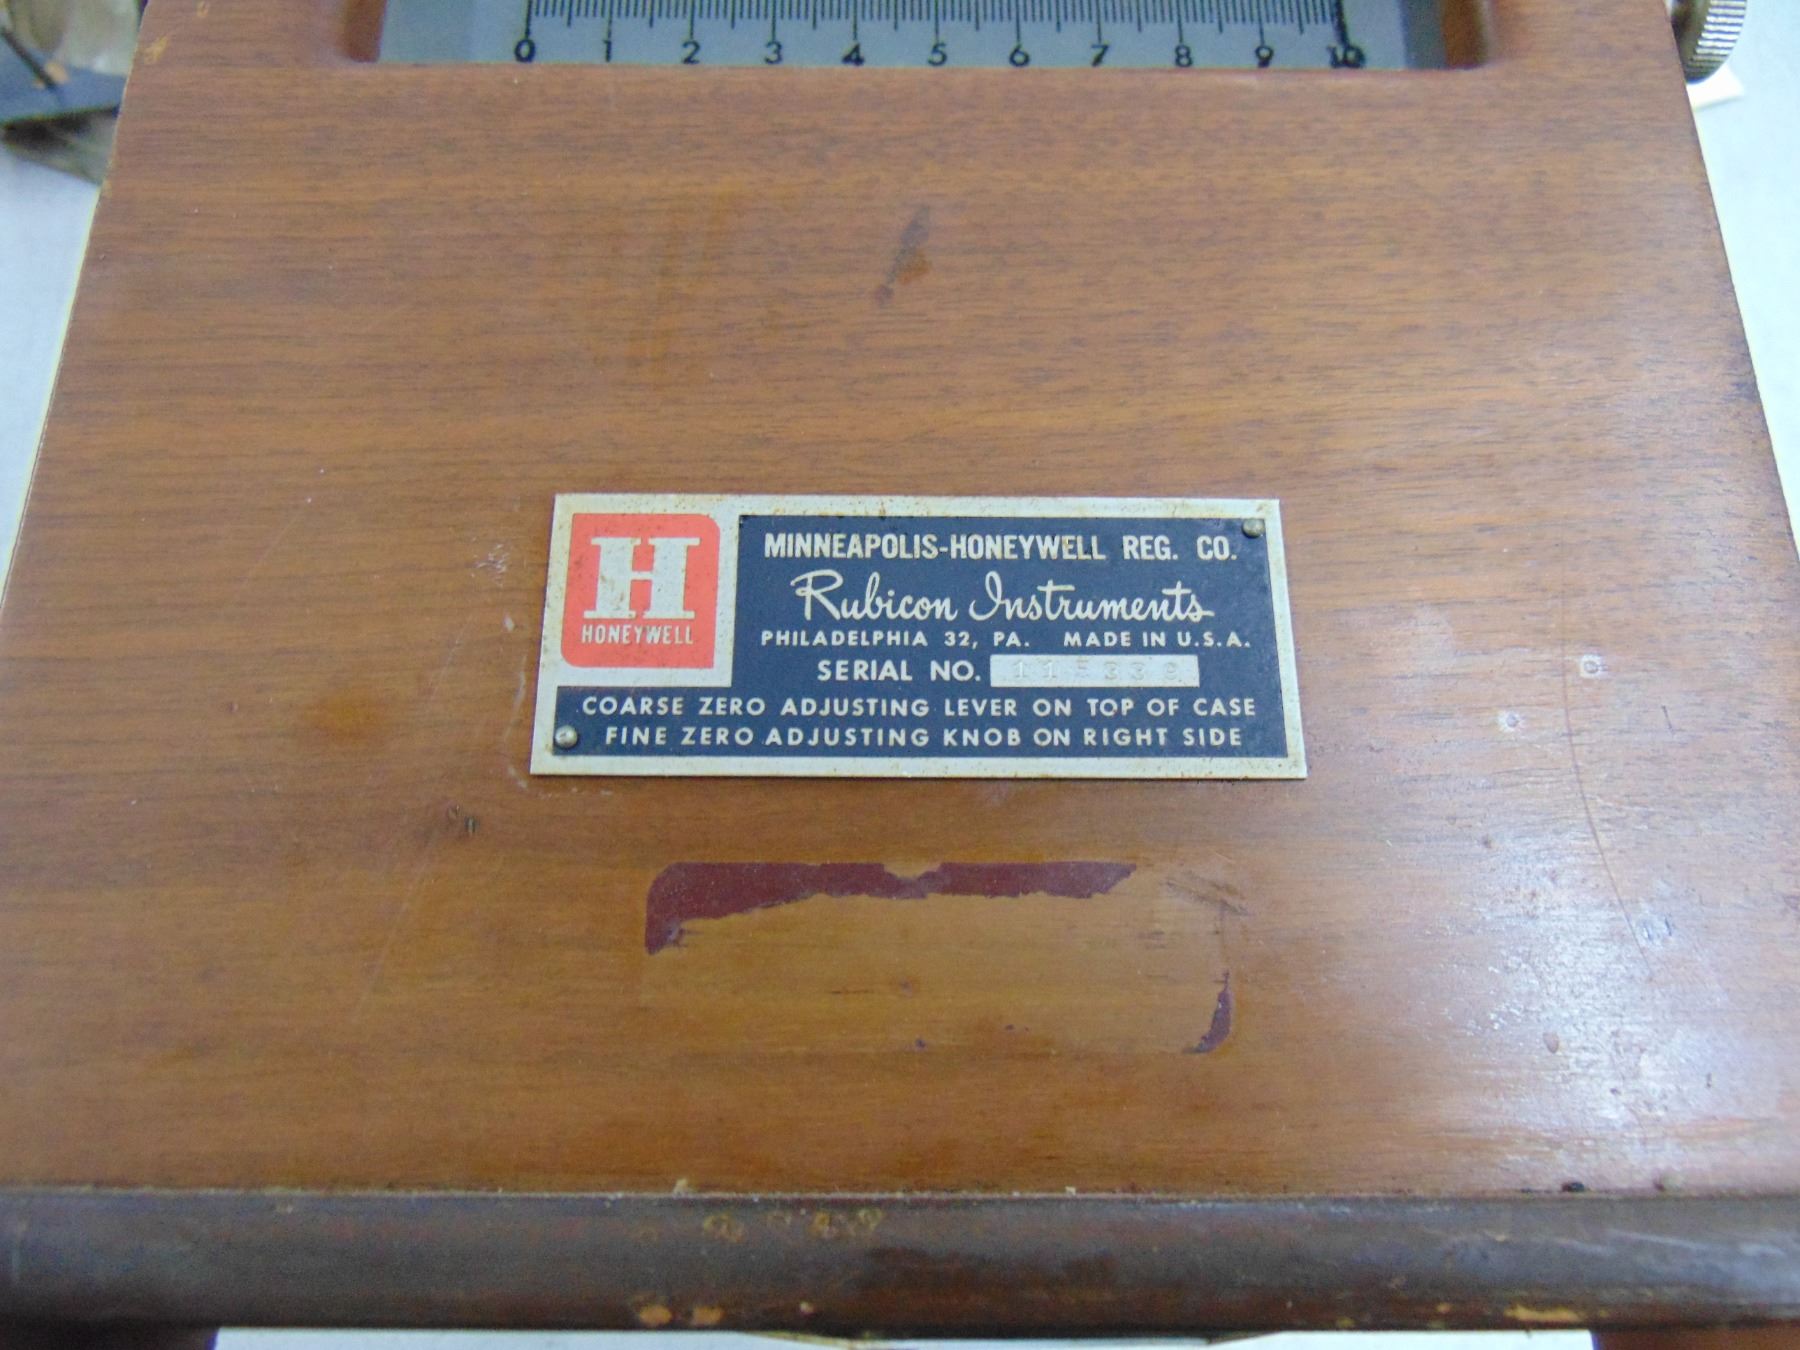 0 1 2 3 4 5 6 7 8 9 10
H
HONEYWELL
MINNEAPOLIS-HONEYWELL REG. CO.
Rubicon Instruments
PHILADELPHIA 32, PA. MADE IN U.S.A.
SERIAL NO.
COARSE ZERO ADJUSTING LEVER ON TOP OF CASE
FINE ZERO ADJUSTING KNOB ON RIGHT SIDE